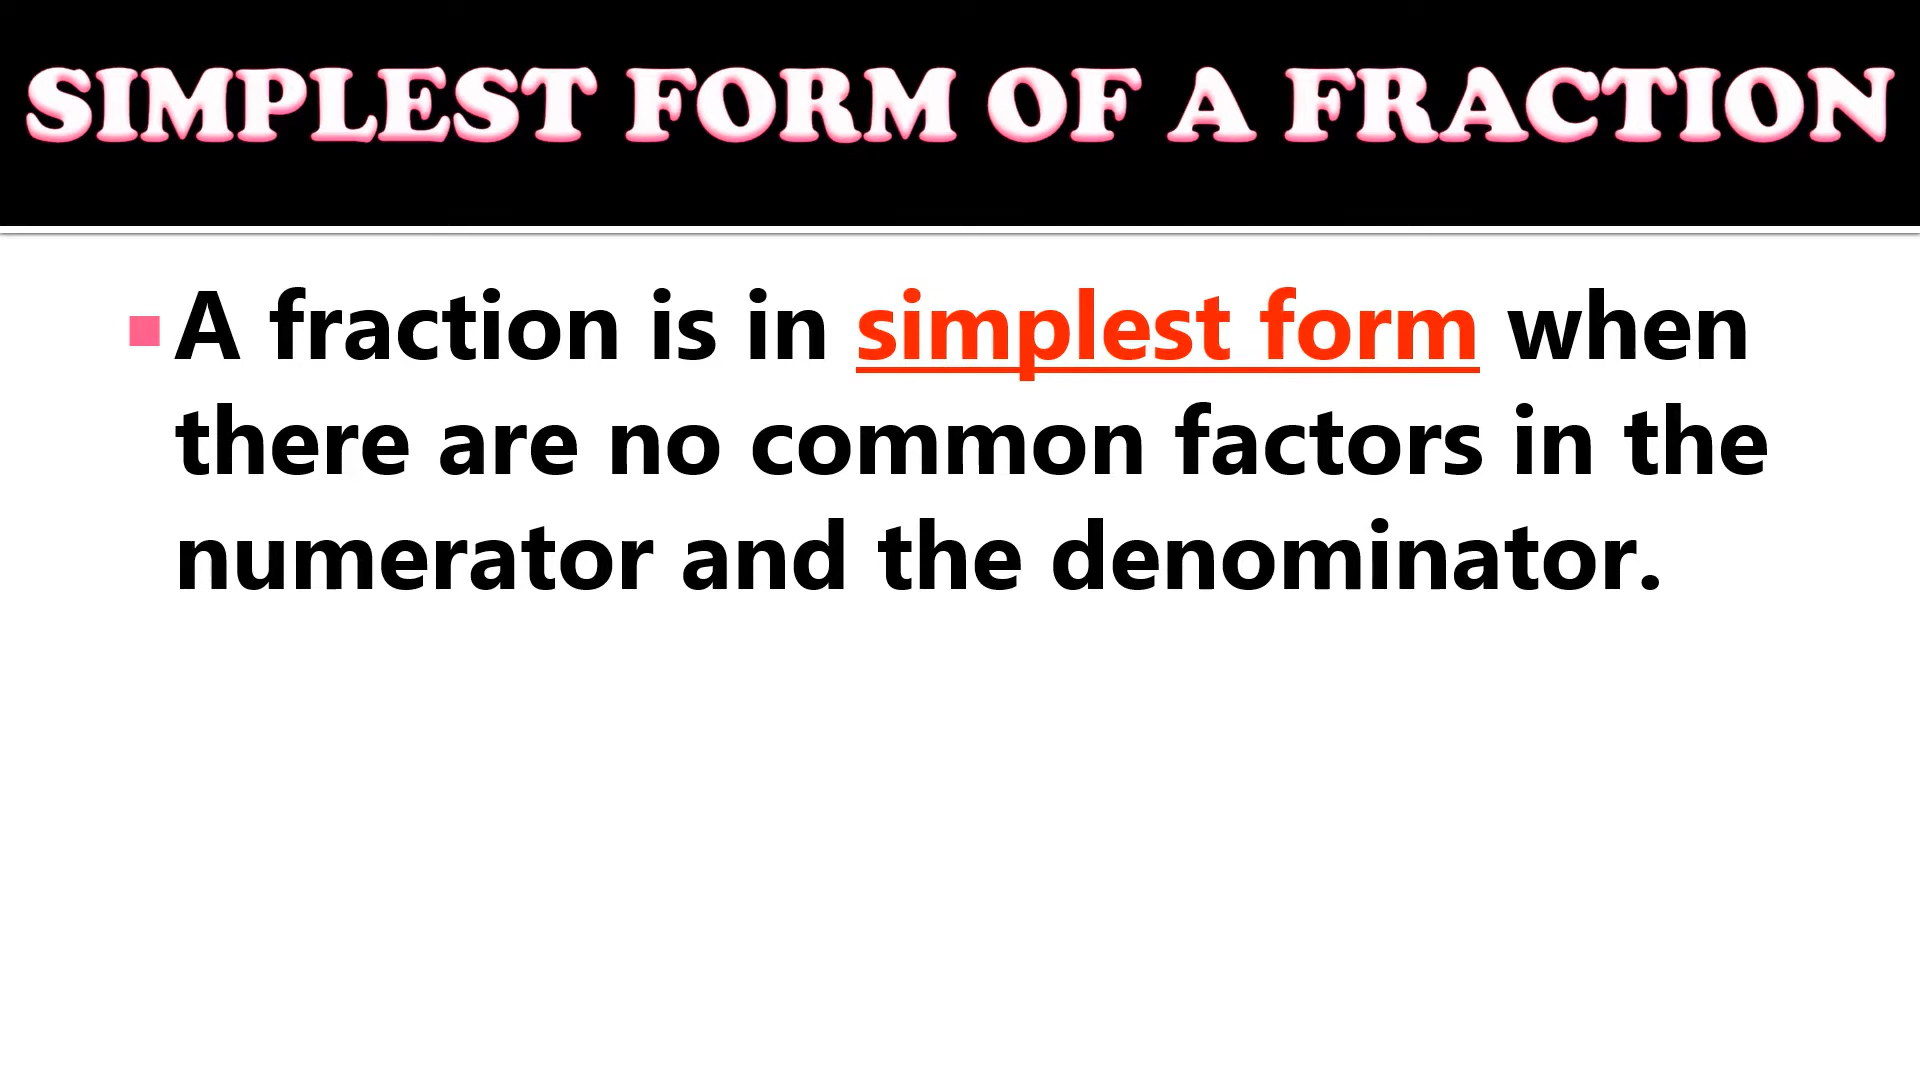 SIMPLEST FORM OF A FRACTION
A fraction is in simplest form when
there are no common factors in the
numerator and the denominator.